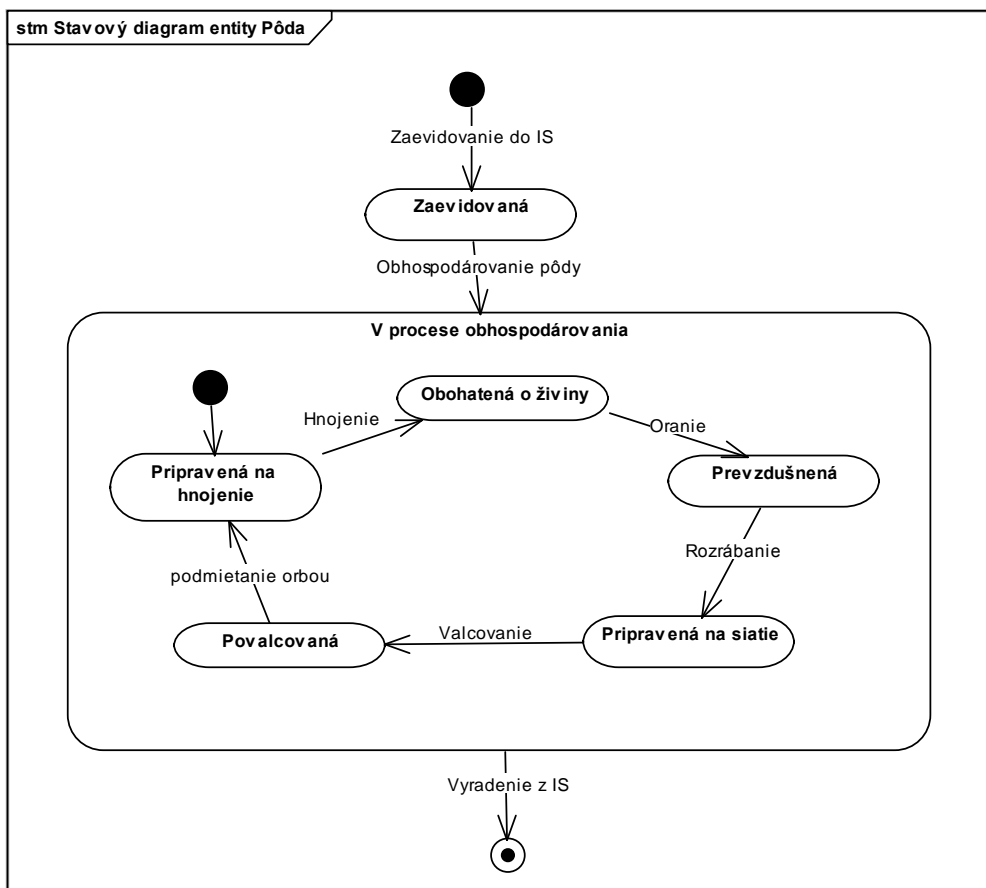 stm Stavový diagram entity Pôda
Zaevidovanie do IS
Zaevidovaná
Obhospodárovanie pôdy
V procese obhospodárovania
Obohatená o živiny
Hnojenie
Oranie
Pripravená na
hnojenie
Prevzdušnená
Rozrábanie
podmietanie orbou
Povalcovaná
Valcovanie
Pripravená na siatie
Vyradenie z IS